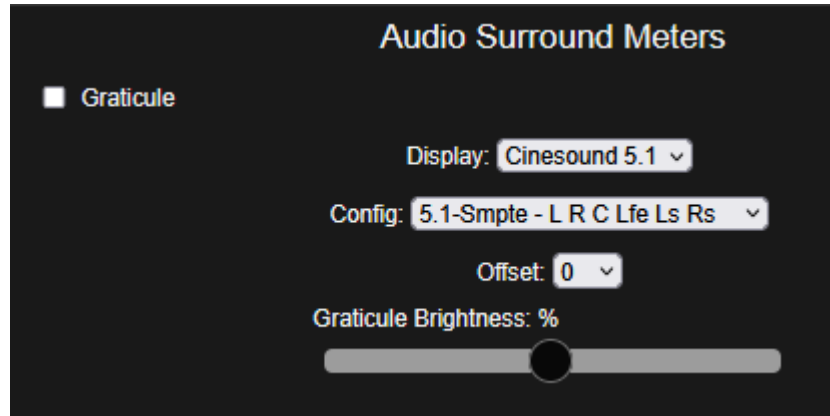 Audio Surround Meters
Graticule
Display: Cinesound 5.1
Config: 5.1-Smpte - L R C Lfe Ls Rs
Offset: 0
Graticule Brightness: %